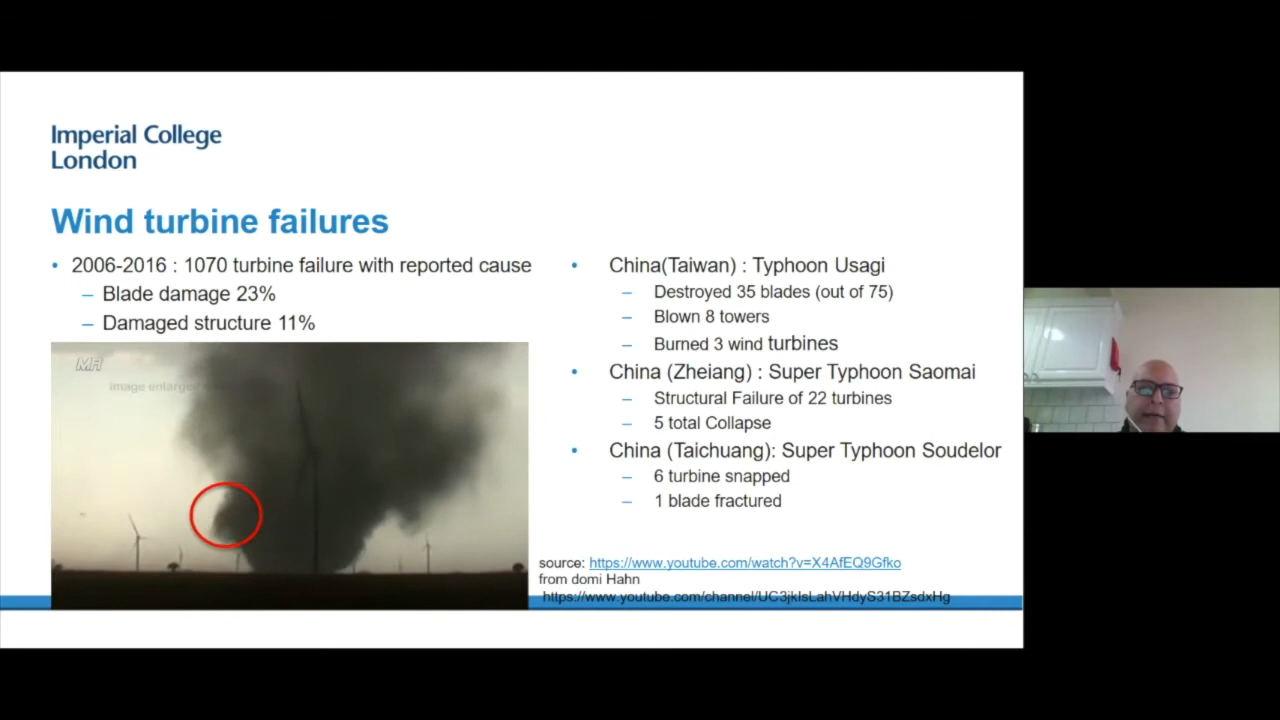 Imperial College
London
Wind turbine failures
• 2006-2016 : 1070 turbine failure with reported cause
– Blade damage 23%
– Damaged structure 11%
MA
image enlarged
• China(Taiwan) : Typhoon Usagi
– Destroyed 35 blades (out of 75)
– Blown 8 towers
– Burned 3 wind turbines
• China (Zheiang) : Super Typhoon Saomai
– Structural Failure of 22 turbines
– 5 total Collapse
• China (Taichuang): Super Typhoon Soudelor
– 6 turbine snapped
– 1 blade fractured
source: https://www.youtube.com/watch?v=X4AfEQ9Gfko
from domi Hahn
https://www.youtube.com/channel/UC3jkIsLahVHdyS31BZsdxHg